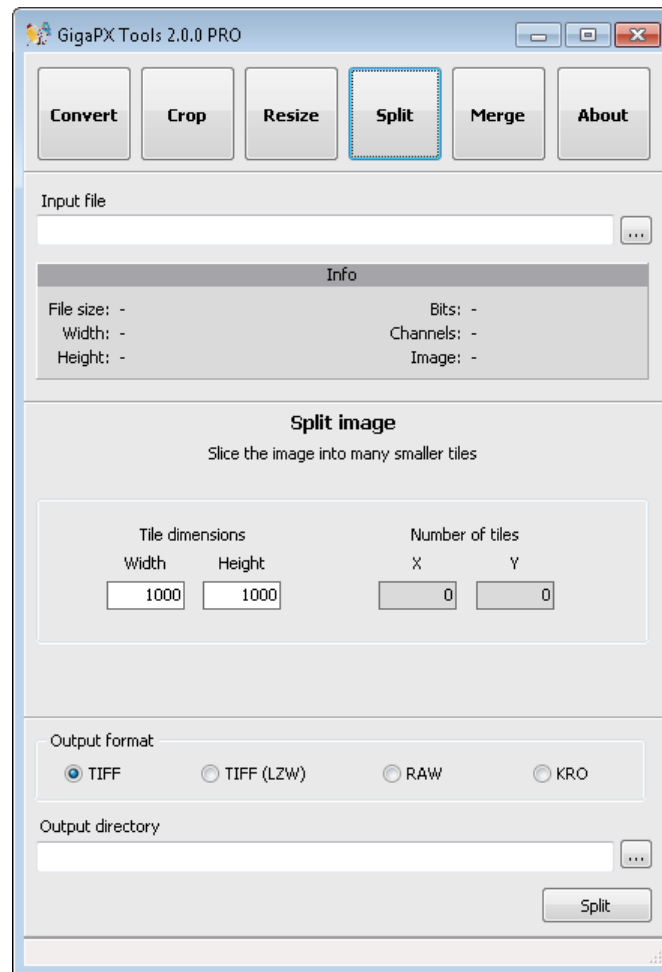 GigaPX Tools 2.0.0 PRO
Convert Crop Resize Split Merge About
Input file
...
Info
File size: - Bits: -
Width: - Channels: -
Height: - Image: -
Split image
Slice the image into many smaller tiles
Tile dimensions Number of tiles
Width Height X Y
1000 1000 0 0
Output format
TIFF TIFF (LZW) RAW KRO
Output directory
...
Split